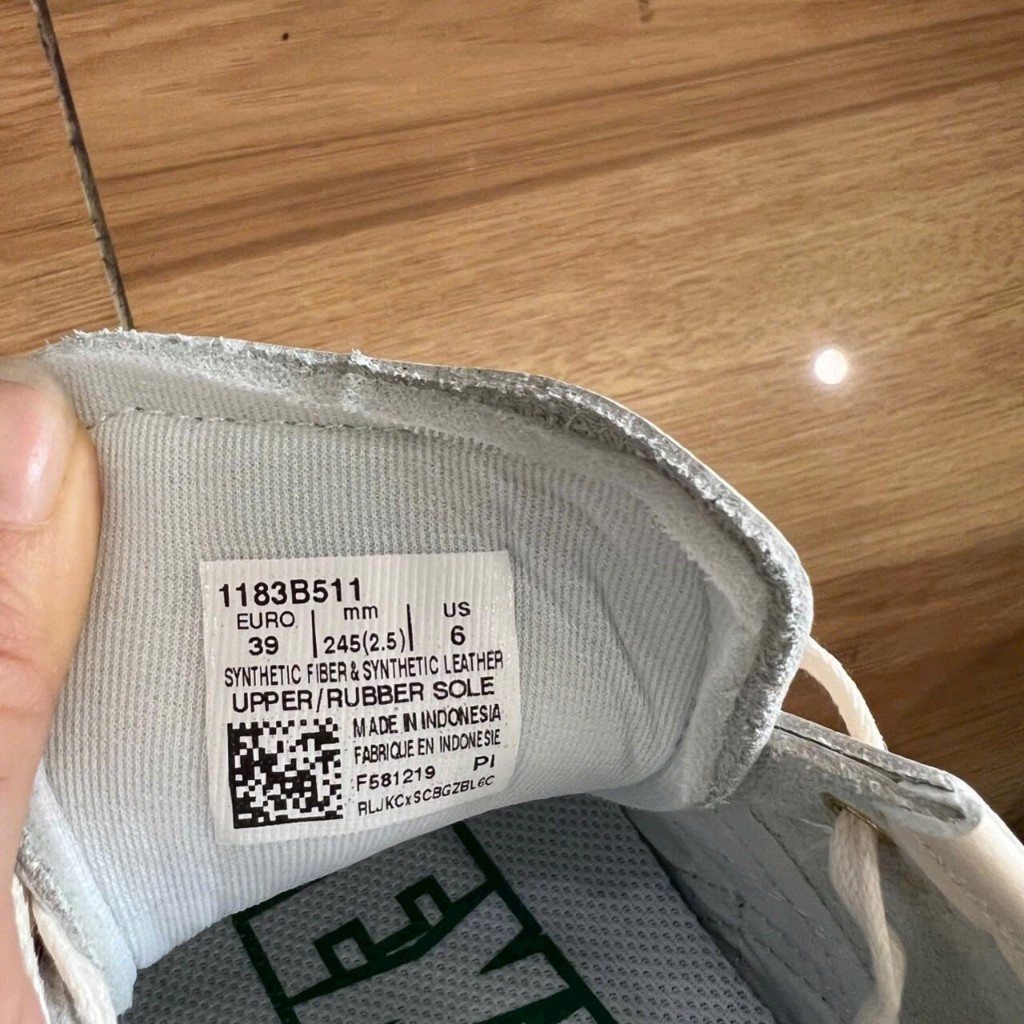 1183B511
EURO mm US
39 245(2.5) 6
SYNTHETIC FIBER & SYNTHETIC LEATHER
UPPER/RUBBER SOLE
MADE IN INDONESIA
FABRIQUE EN INDONESIE
F581219 PI
RLJKCxSCBGZBL6C